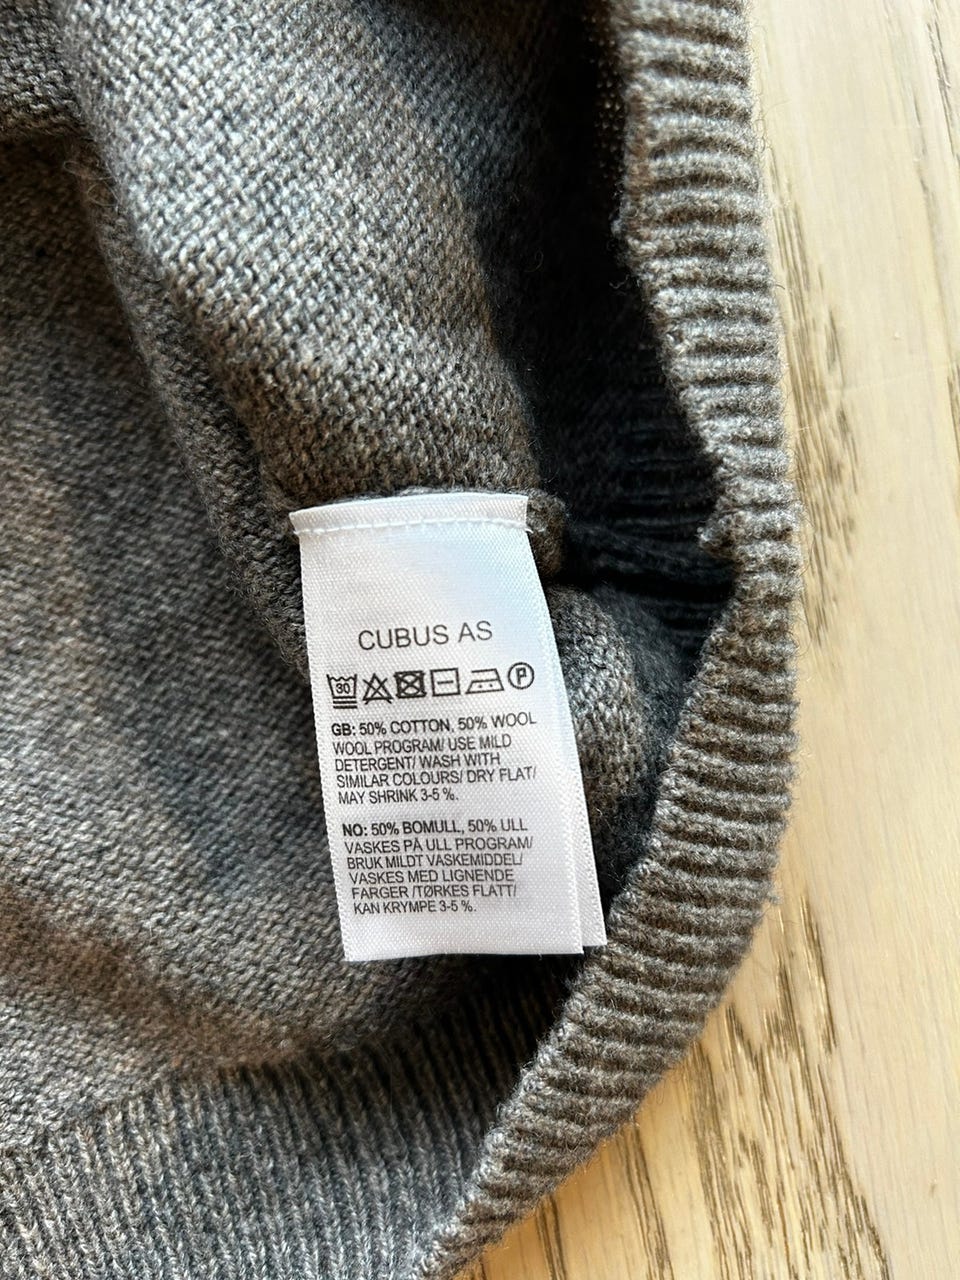 CUBUS AS
30 P
GB: 50% COTTON, 50% WOOL
WOOL PROGRAM/ USE MILD
DETERGENT/ WASH WITH
SIMILAR COLOURS/ DRY FLAT/
MAY SHRINK 3-5 %.
NO: 50% BOMULL, 50% ULL
VASKES PÅ ULL PROGRAM/
BRUK MILDT VASKEMIDDEL/
VASKES MED LIGNENDE
FARGER /TØRKES FLATT/
KAN KRYMPE 3-5 %.